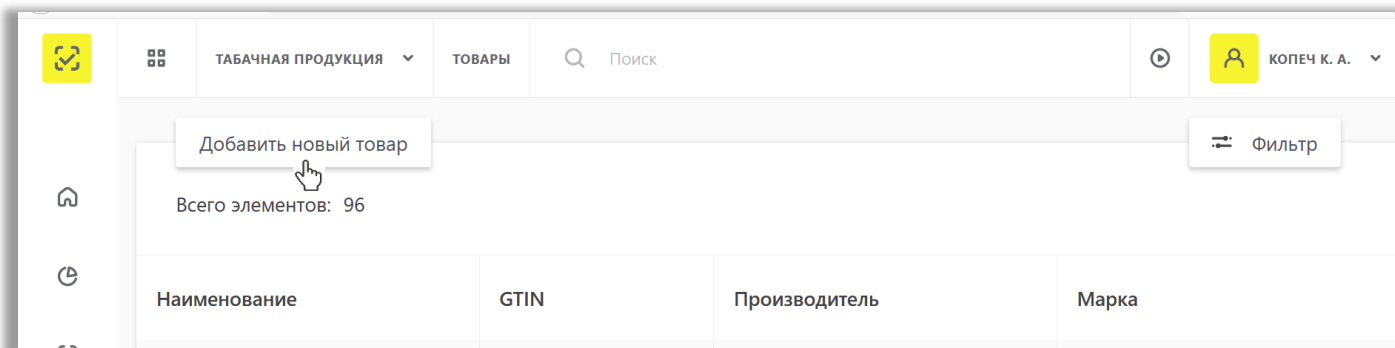 ТАБАЧНАЯ ПРОДУКЦИЯ ТОВАРЫ Поиск КОПЕЧ К. А.
Добавить новый товар Фильтр
Всего элементов: 96
Наименование GTIN Производитель Марка